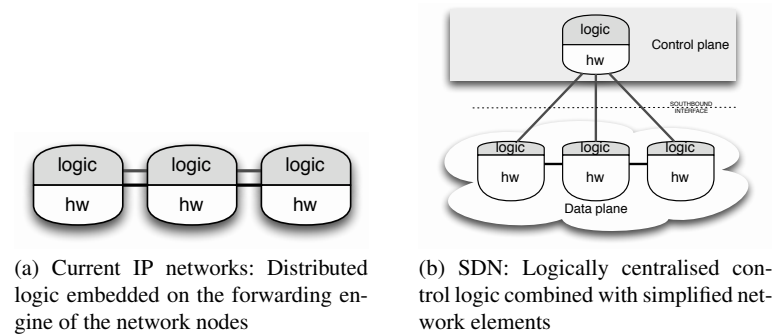 logic
hw
logic
hw
logic
hw
(a) Current IP networks: Distributed
logic embedded on the forwarding en-
gine of the network nodes
logic
hw
Control plane
SOUTHBOUND
INTERFACE
logic
hw
logic
hw
logic
hw
Data plane
(b) SDN: Logically centralised con-
trol logic combined with simplified net-
work elements